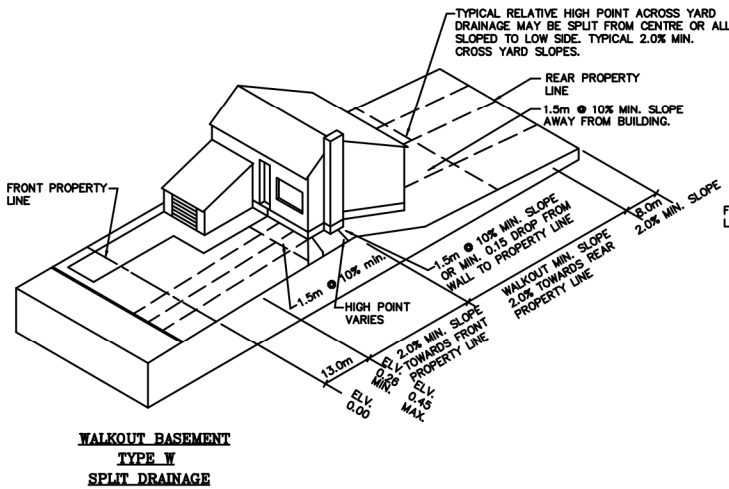 TYPICAL RELATIVE HIGH POINT ACROSS YARD
DRAINAGE MAY BE SPLIT FROM CENTRE OR ALL
SLOPED TO LOW SIDE. TYPICAL 2.0% MIN.
CROSS YARD SLOPES.
REAR PROPERTY
LINE
1.5m @ 10% MIN. SLOPE
AWAY FROM BUILDING.
FRONT PROPERTY
LINE
8.0m
2.0% MIN. SLOPE
F
L
1.5m @ 10% MIN. SLOPE
OR MIN. 0.15 DROP FROM
WALL TO PROPERTY LINE
1.5m @ 10% min.
HIGH POINT
VARIES
WALKOUT MIN. SLOPE
2.0% TOWARDS REAR
PROPERTY LINE
2.0% MIN. SLOPE
TOWARDS FRONT
PROPERTY LINE
13.0m
ELV.
0.26
MIN.
ELV.
0.45
MAX.
ELV.
0.00
WALKOUT BASEMENT
TYPE W
SPLIT DRAINAGE